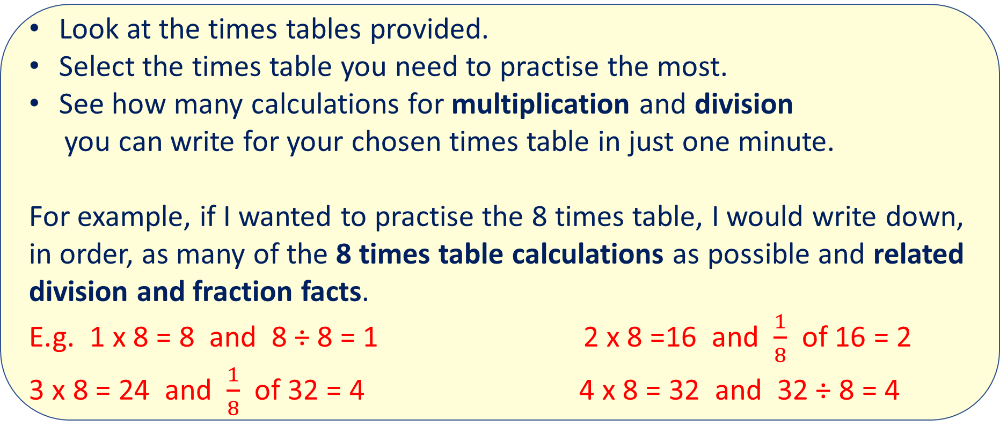 • Look at the times tables provided.
• Select the times table you need to practise the most.
• See how many calculations for multiplication and division
you can write for your chosen times table in just one minute.
For example, if I wanted to practise the 8 times table, I would write down,
in order, as many of the 8 times table calculations as possible and related
division and fraction facts.
E.g. 1 x 8 = 8 and 8 ÷ 8 = 1 2 x 8 =16 and 1/8 of 16 = 2
3 x 8 = 24 and 1/8 of 32 = 4 4 x 8 = 32 and 32 ÷ 8 = 4